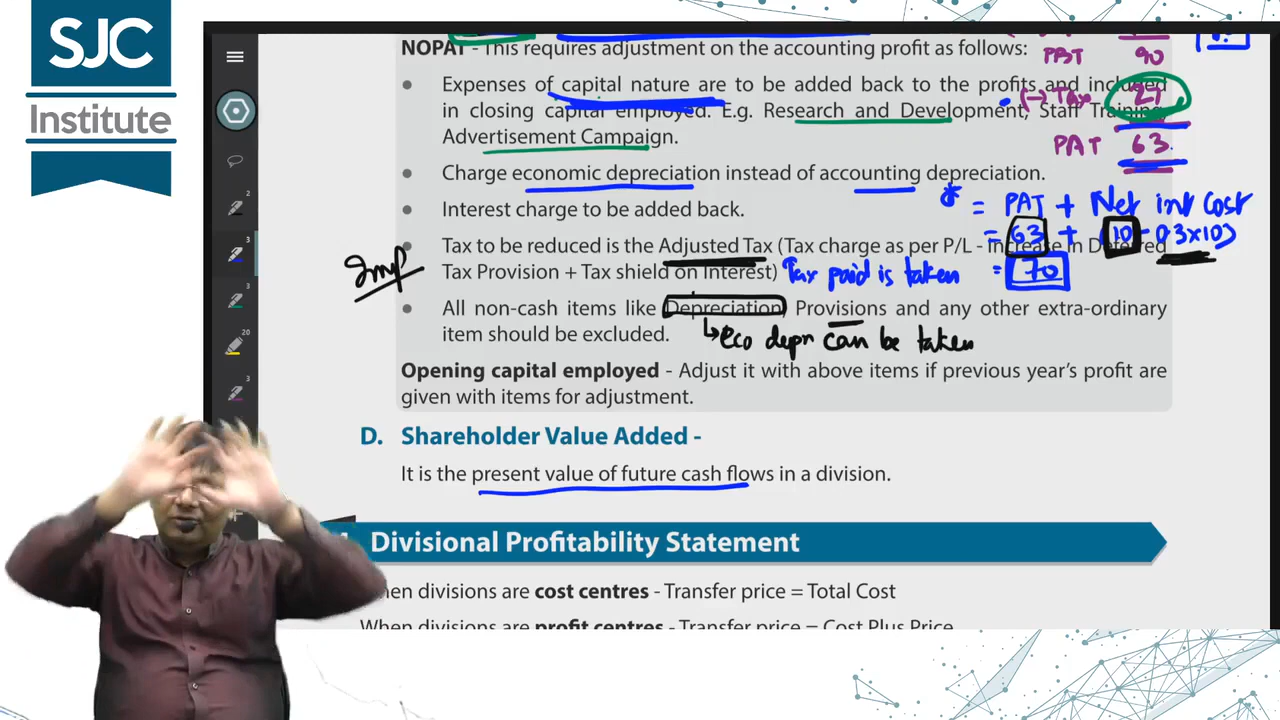 SJC
Institute
NOPAT - This requires adjustment on the accounting profit as follows:
PBT 90
• Expenses of capital nature are to be added back to the profits and included
(-) Tax 27
in closing capital employed. E.g. Research and Development, Staff Training,
Advertisement Campaign.
PAT 63
• Charge economic depreciation instead of accounting depreciation.
• Interest charge to be added back.
* = PAT + Net int Cost
= 63 + 10 - 0.3x10)
• Tax to be reduced is the Adjusted Tax (Tax charge as per P/L - Increase in Deferred
Imp
Tax Provision + Tax shield on Interest) Tax paid is taken
= 70
• All non-cash items like Depreciation, Provisions and any other extra-ordinary
item should be excluded.
↳ eco depn can be taken
Opening capital employed - Adjust it with above items if previous year's profit are
given with items for adjustment.
D. Shareholder Value Added -
It is the present value of future cash flows in a division.
Divisional Profitability Statement
When divisions are cost centres - Transfer price = Total Cost
When divisions are profit centres - Transfer price = Cost Plus Price
2
3
3
20
3